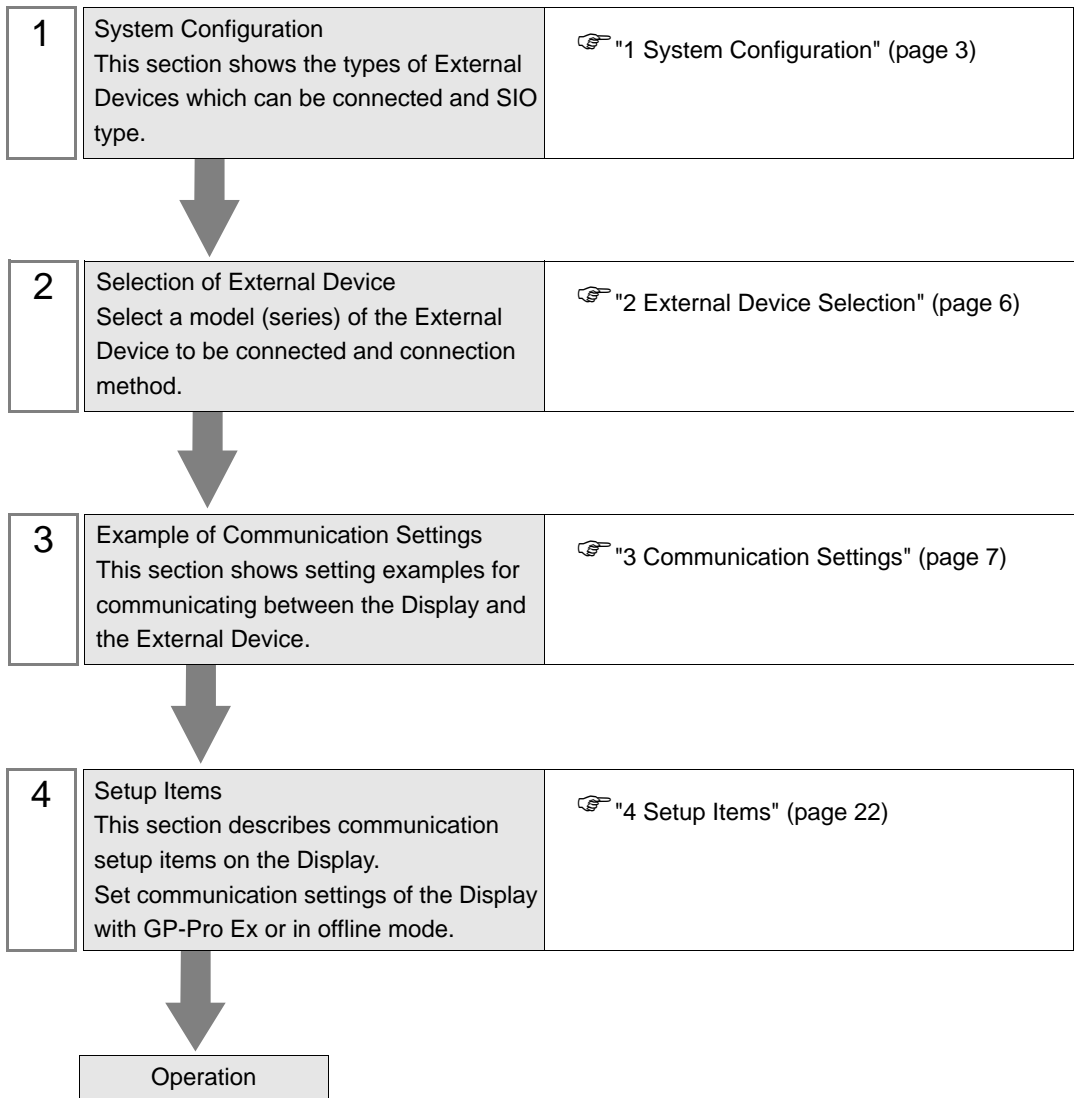 1
System Configuration
This section shows the types of External
Devices which can be connected and SIO
type.
☞ "1 System Configuration" (page 3)
2
Selection of External Device
Select a model (series) of the External
Device to be connected and connection
method.
☞ "2 External Device Selection" (page 6)
3
Example of Communication Settings
This section shows setting examples for
communicating between the Display and
the External Device.
☞ "3 Communication Settings" (page 7)
4
Setup Items
This section describes communication
setup items on the Display.
Set communication settings of the Display
with GP-Pro Ex or in offline mode.
☞ "4 Setup Items" (page 22)
Operation